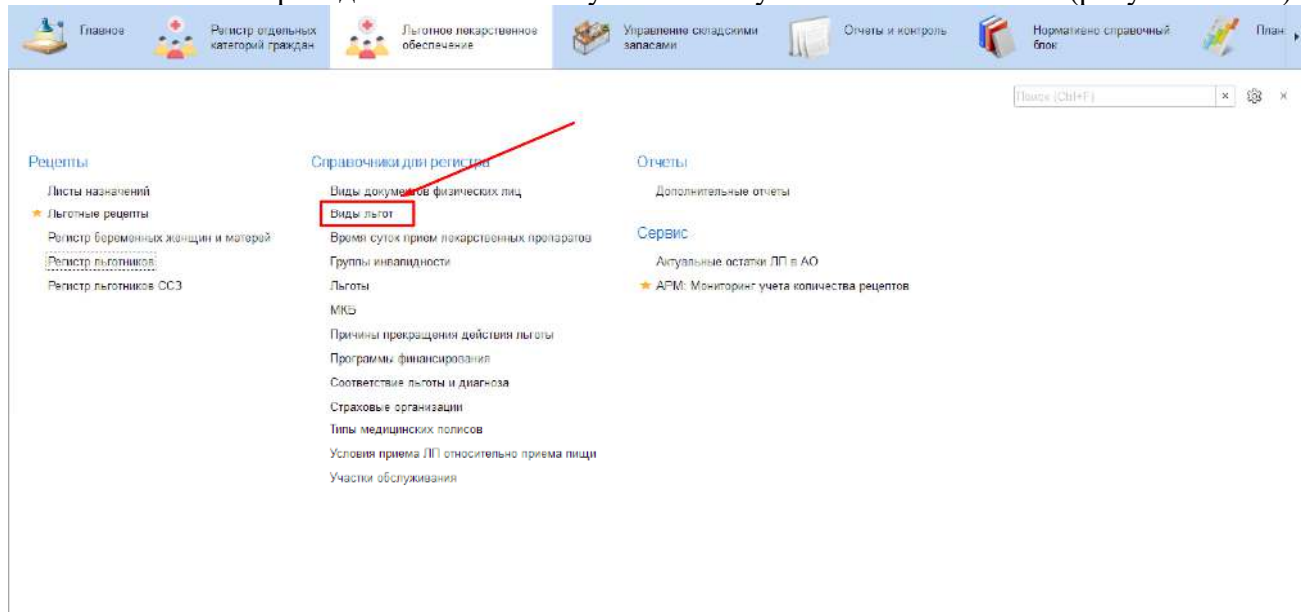 Главное
Регистр отдельных
категорий граждан
Льготное лекарственное
обеспечение
Управление складскими
запасами
Отчеты и контроль
Нормативно справочный
блок
План
Поиск (Ctrl+F)
Рецепты
Листы назначений
Льготные рецепты
Регистр беременных женщин и матерей
Регистр льготников
Регистр льготников ССЗ
Справочники для регистра
Виды документов физических лиц
Виды льгот
Время суток прием лекарственных препаратов
Группы инвалидности
Льготы
МКБ
Причины прекращения действия льготы
Программы финансирования
Соответствие льготы и диагноза
Страховые организации
Типы медицинских полисов
Условия приема ЛП относительно приема пищи
Участки обслуживания
Отчеты
Дополнительные отчеты
Сервис
Актуальные остатки ЛП в АО
АРМ: Мониторинг учета количества рецептов